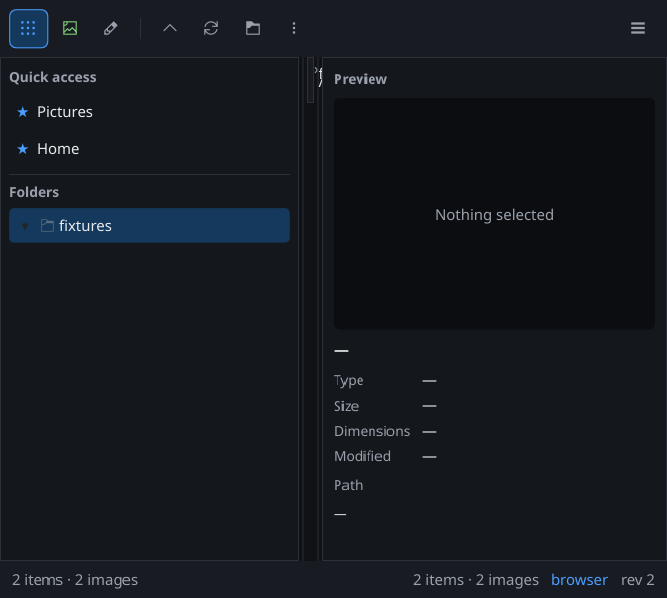 Quick access
Pictures
Home
Folders
fixtures
Preview
Nothing selected
—
Type —
Size —
Dimensions —
Modified —
Path
—
2 items · 2 images
2 items · 2 images browser rev 2